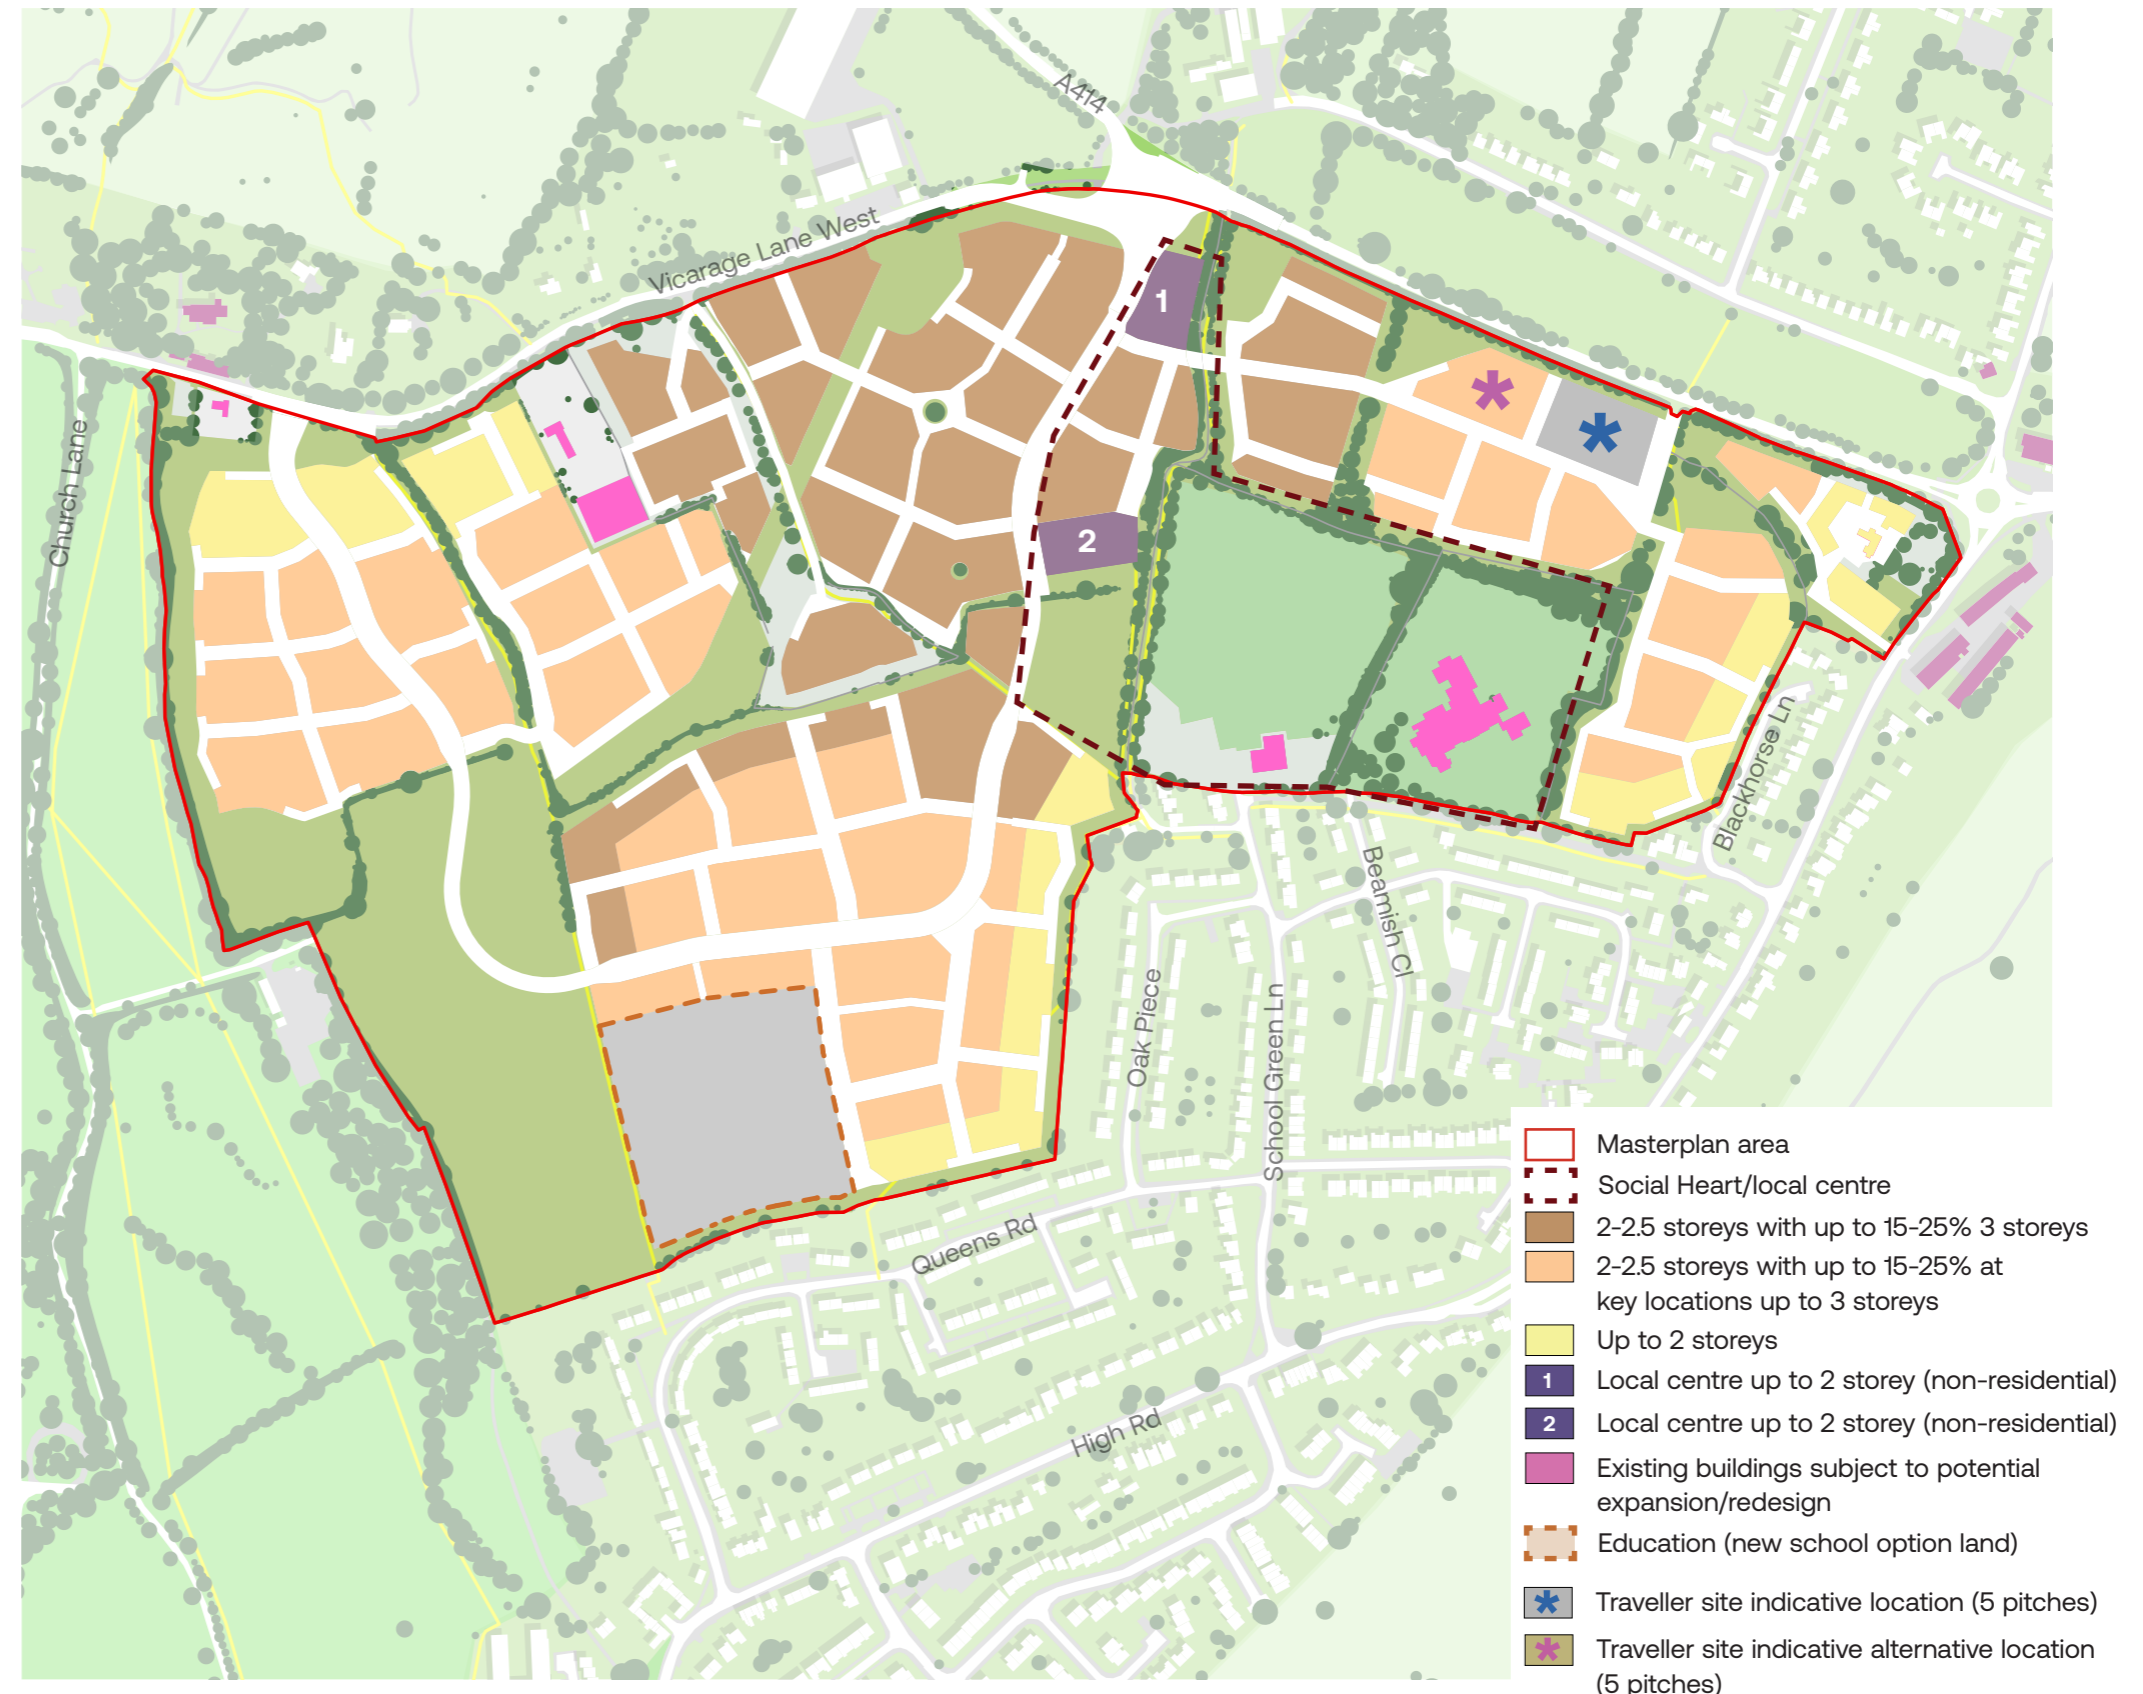 A414
Vicarage Lane West
Church Lane
1
2
Blackhorse Ln
Beamish Cl
Oak Piece
School Green Ln
Queens Rd
High Rd
Masterplan area
Social Heart/local centre
2-2.5 storeys with up to 15-25% 3 storeys
2-2.5 storeys with up to 15-25% at
key locations up to 3 storeys
Up to 2 storeys
1 Local centre up to 2 storey (non-residential)
2 Local centre up to 2 storey (non-residential)
Existing buildings subject to potential
expansion/redesign
Education (new school option land)
Traveller site indicative location (5 pitches)
Traveller site indicative alternative location
(5 pitches)